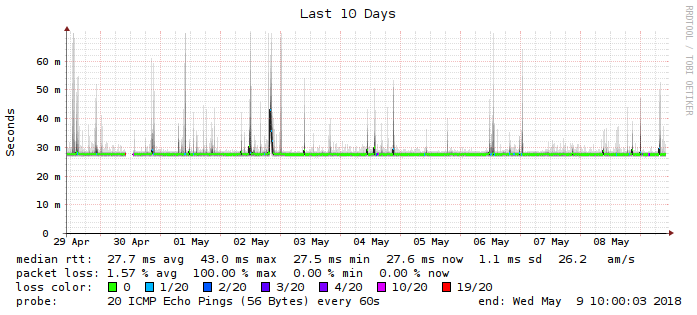 Last 10 Days
RRDTOOL / TOBI OETIKER
Seconds
60 m
50 m
40 m
30 m
20 m
10 m
0
29 Apr 30 Apr 01 May 02 May 03 May 04 May 05 May 06 May 07 May 08 May
median rtt: 27.7 ms avg 43.0 ms max 27.5 ms min 27.6 ms now 1.1 ms sd 26.2 am/s
packet loss: 1.57 % avg 100.00 % max 0.00 % min 0.00 % now
loss color: 0 1/20 2/20 3/20 4/20 10/20 19/20
probe: 20 ICMP Echo Pings (56 Bytes) every 60s end: Wed May 9 10:00:03 2018